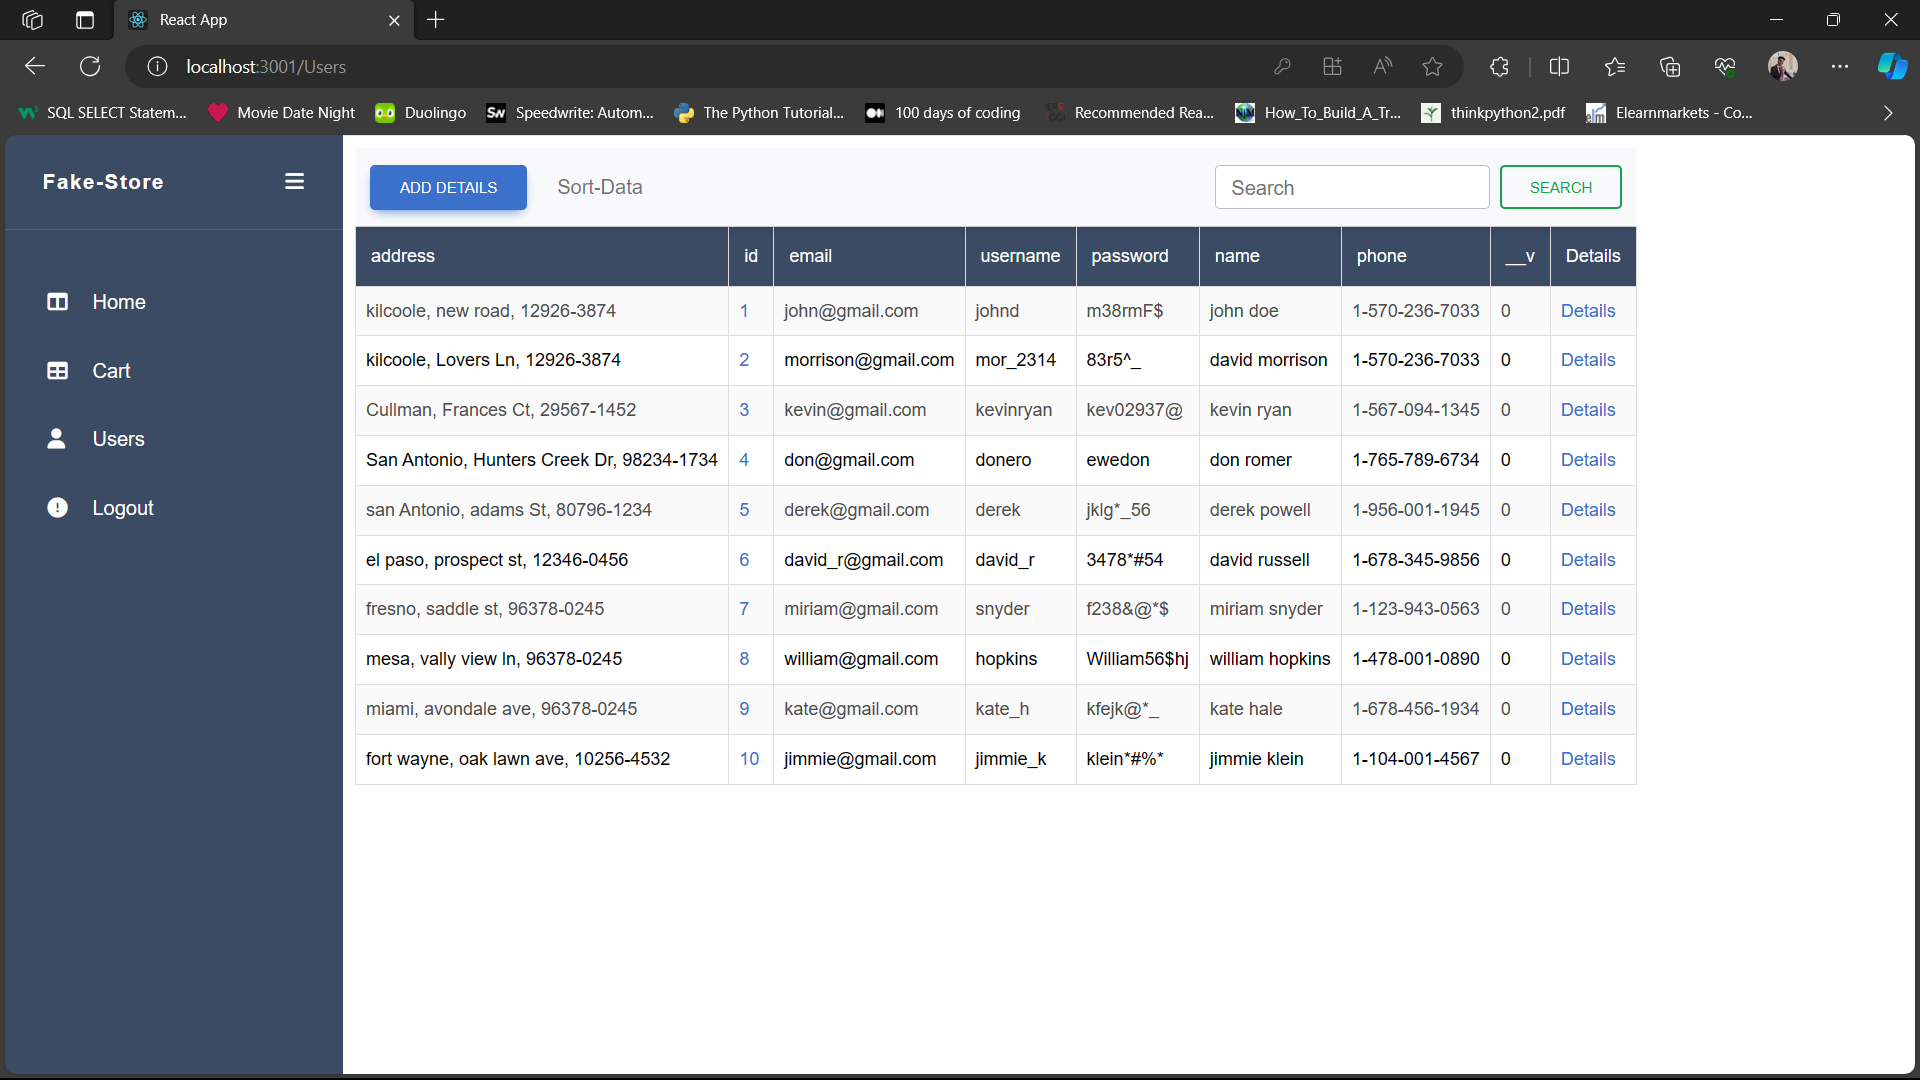 React App
localhost:3001/Users
SQL SELECT Statem... Movie Date Night Duolingo Speedwrite: Autom... The Python Tutorial... 100 days of coding Recommended Rea... How_To_Build_A_Tr... thinkpython2.pdf Elearnmarkets - Co...
Fake-Store
Home
Cart
Users
Logout
ADD DETAILS Sort-Data Search SEARCH
address id email username password name phone __v Details
kilcoole, new road, 12926-3874 1 john@gmail.com johnd m38rmF$ john doe 1-570-236-7033 0 Details
kilcoole, Lovers Ln, 12926-3874 2 morrison@gmail.com mor_2314 83r5^_ david morrison 1-570-236-7033 0 Details
Cullman, Frances Ct, 29567-1452 3 kevin@gmail.com kevinryan kev02937@ kevin ryan 1-567-094-1345 0 Details
San Antonio, Hunters Creek Dr, 98234-1734 4 don@gmail.com donero ewedon don romer 1-765-789-6734 0 Details
san Antonio, adams St, 80796-1234 5 derek@gmail.com derek jklg*_56 derek powell 1-956-001-1945 0 Details
el paso, prospect st, 12346-0456 6 david_r@gmail.com david_r 3478*#54 david russell 1-678-345-9856 0 Details
fresno, saddle st, 96378-0245 7 miriam@gmail.com snyder f238&@*$ miriam snyder 1-123-943-0563 0 Details
mesa, vally view ln, 96378-0245 8 william@gmail.com hopkins William56$hj william hopkins 1-478-001-0890 0 Details
miami, avondale ave, 96378-0245 9 kate@gmail.com kate_h kfejk@*_ kate hale 1-678-456-1934 0 Details
fort wayne, oak lawn ave, 10256-4532 10 jimmie@gmail.com jimmie_k klein*#%* jimmie klein 1-104-001-4567 0 Details